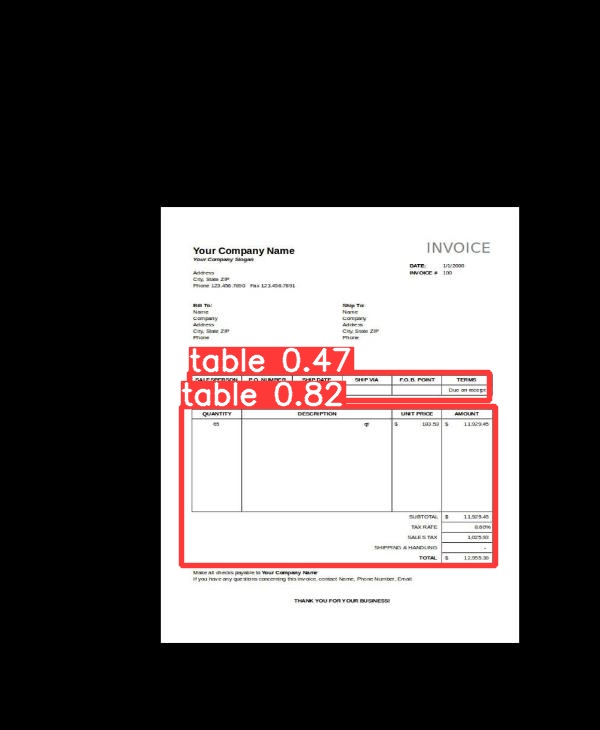 INVOICE
Your Company Name
Your Company Slogan
DATE: 1/1/2000
INVOICE # 100
Address
City, State ZIP
Phone 123.456.7890 Fax 123.456.7891
Bill To: Ship To:
Name Name
Company Company
Address Address
City, State ZIP City, State ZIP
Phone Phone
table 0.47
SALESPERSON P.O. NUMBER SHIP DATE SHIP VIA F.O.B. POINT TERMS
Due on receipt
table 0.82
QUANTITY DESCRIPTION UNIT PRICE AMOUNT
65 $ 183.53 $ 11,929.45
SUBTOTAL $ 11,929.45
TAX RATE 8.60%
SALES TAX 1,025.93
SHIPPING & HANDLING -
TOTAL $ 12,955.38
Make all checks payable to Your Company Name
If you have any questions concerning this invoice, contact Name, Phone Number, Email
THANK YOU FOR YOUR BUSINESS!